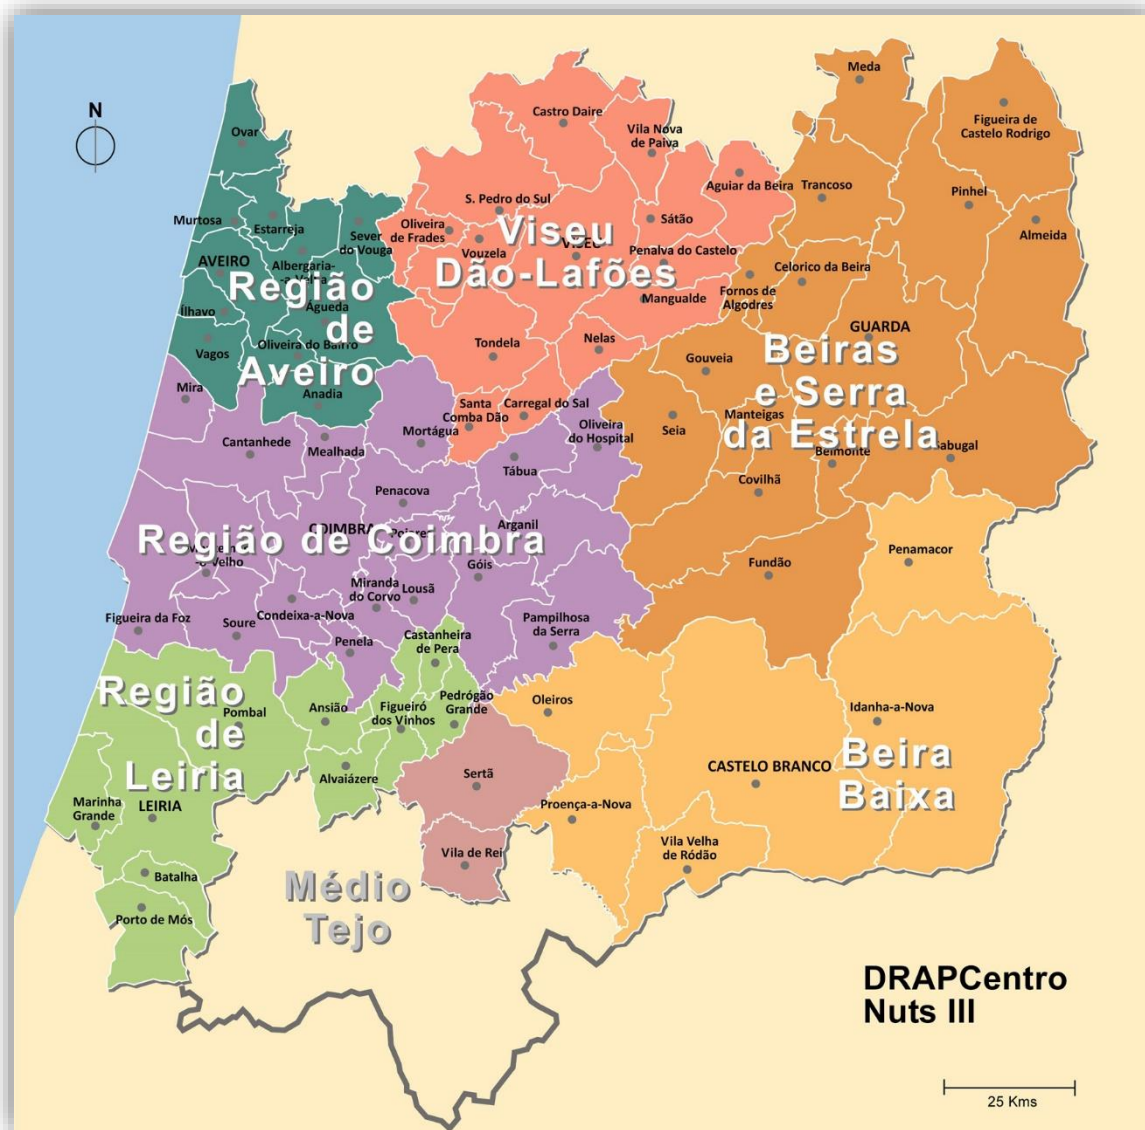 N
Meda
Ovar
Castro Daire
Vila Nova
de Paiva
Figueira de
Castelo Rodrigo
Aguiar da Beira
Trancoso
Pinhel
Murtosa
Estarreja
Sever
do Vouga
S. Pedro do Sul
Oliveira
de Frades
Vouzela
VISEU
Sátão
Almeida
Viseu
Dão-Lafões
Penalva do Castelo
Mangualde
AVEIRO
Albergaria-
a-Velha
Ílhavo
Águeda
Vagos
Oliveira do Bairro
Região
de
Aveiro
Anadia
Celorico da Beira
Fornos de
Algodres
GUARDA
Tondela
Nelas
Gouveia
Beiras
e Serra
da Estrela
Mira
Santa
Comba Dão
Carregal do Sal
Oliveira
do Hospital
Seia
Manteigas
Belmonte
Sabugal
Cantanhede
Mealhada
Mortágua
Tábua
Covilhã
Penacova
COIMBRA
Poiares
Arganil
Região de Coimbra
-o-Velho
Góis
Fundão
Penamacor
Miranda
do Corvo
Lousã
Figueira da Foz
Soure
Condeixa-a-Nova
Penela
Pampilhosa
da Serra
Castanheira
de Pera
Região
de
Leiria
Pombal
Ansião
Figueiró
dos Vinhos
Pedrógão
Grande
Oleiros
Idanha-a-Nova
Alvaiázere
Sertã
CASTELO BRANCO
Beira
Baixa
Marinha
Grande
LEIRIA
Proença-a-Nova
Vila Velha
de Ródão
Vila de Rei
Batalha
Porto de Mós
Médio
Tejo
DRAPCentro
Nuts III
25 Kms